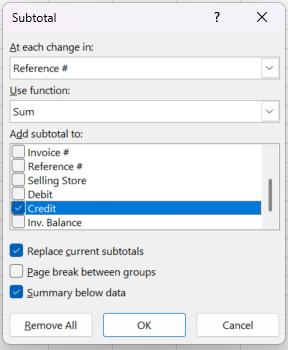 Subtotal ?
At each change in:
Reference #
Use function:
Sum
Add subtotal to:
Invoice #
Reference #
Selling Store
Debit
Credit
Inv. Balance
Replace current subtotals
Page break between groups
Summary below data
Remove All OK Cancel